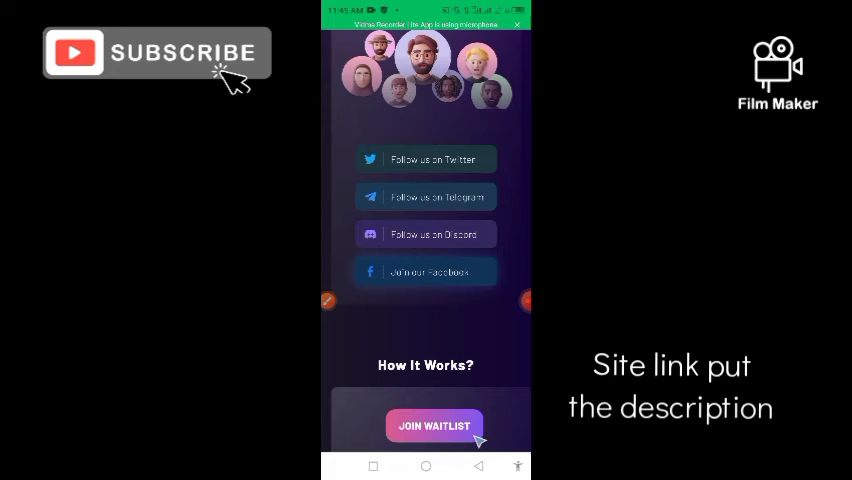 11:45 AM
Vidma Recorder Lite App is using microphone
SUBSCRIBE
Film Maker
Follow us on Twitter
Follow us on Telegram
Follow us on Discord
Join our Facebook
How It Works?
JOIN WAITLIST
Site link put
the description